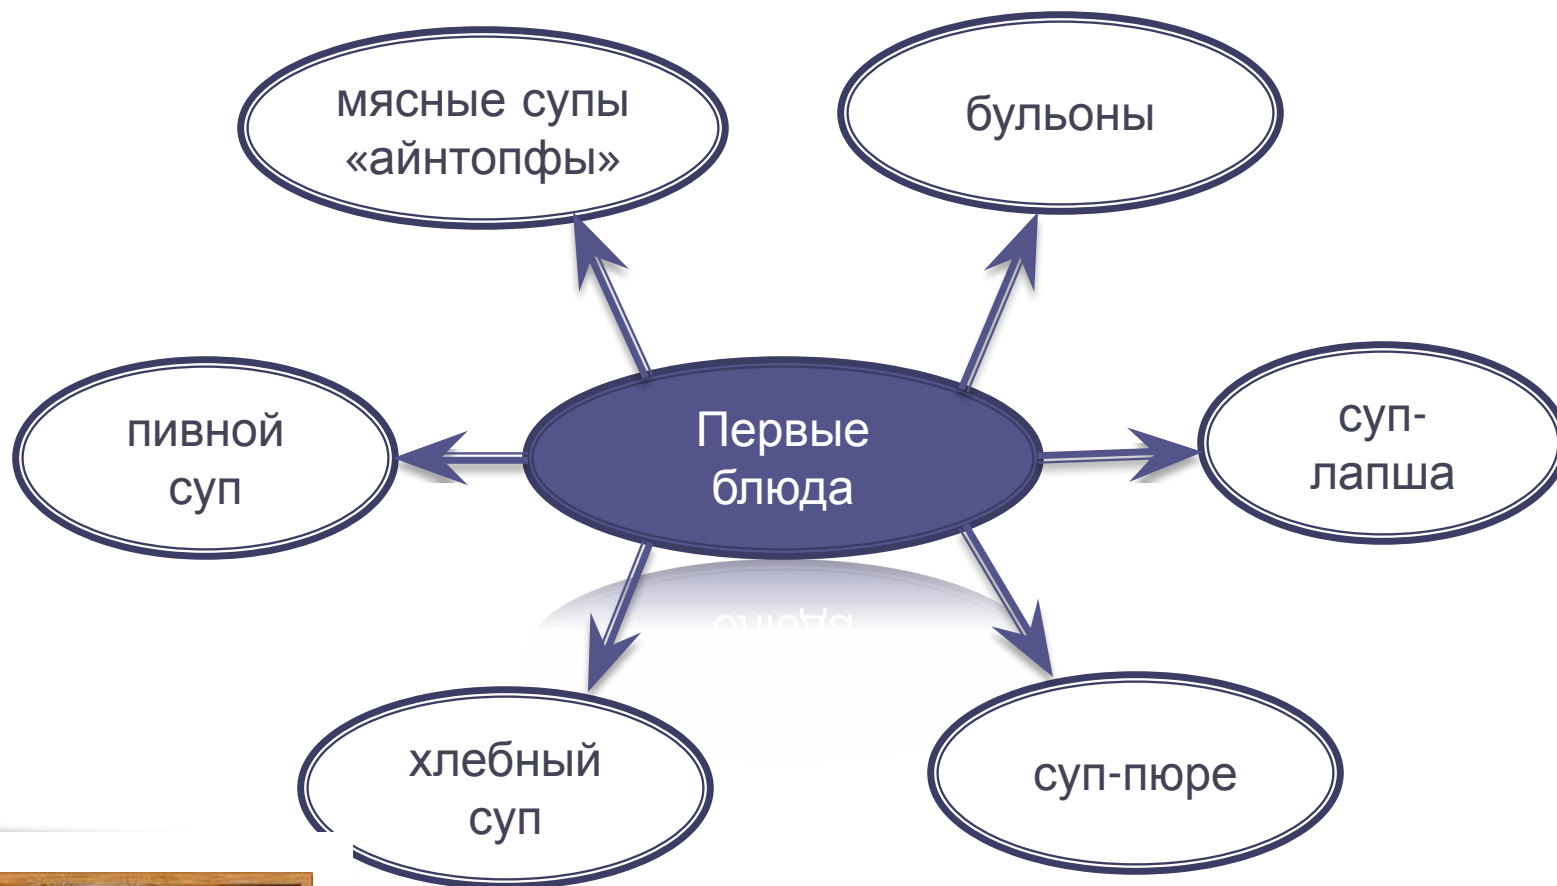 мясные супы
«айнтопфы»
бульоны
пивной
суп
Первые
блюда
суп-
лапша
хлебный
суп
суп-пюре